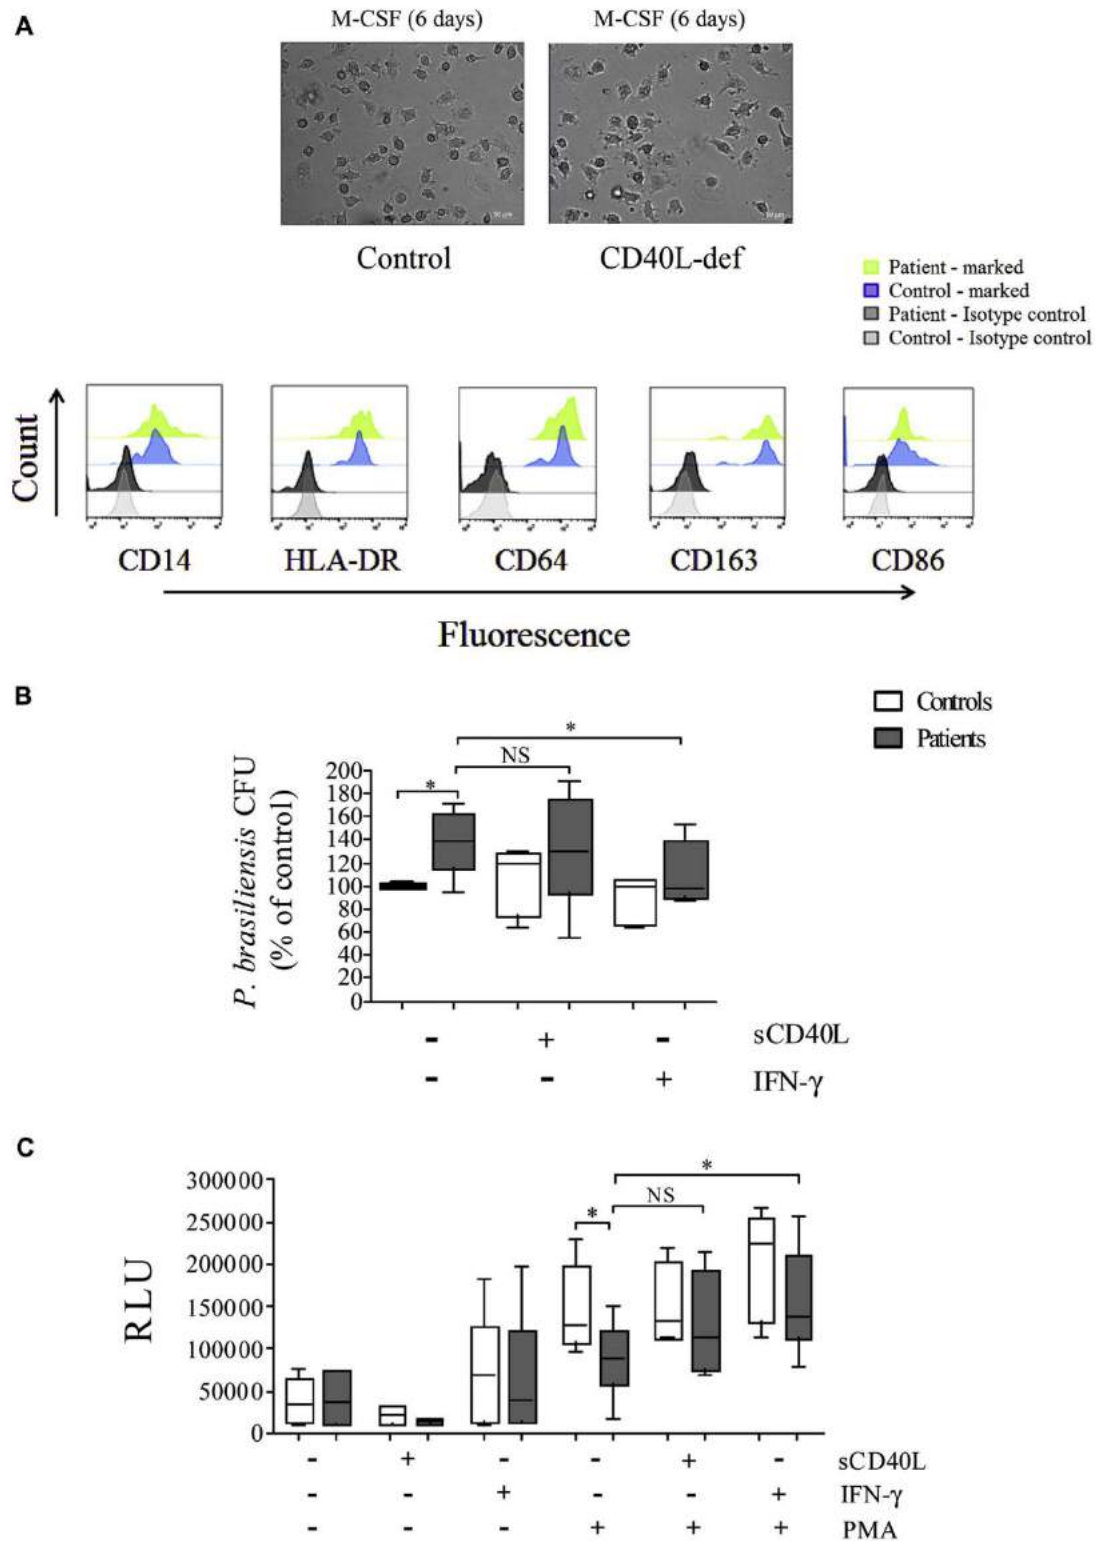 A
M-CSF (6 days) M-CSF (6 days)
Control CD40L-def
Patient - marked
Control - marked
Patient - Isotype control
Control - Isotype control
Count
CD14 HLA-DR CD64 CD163 CD86
Fluorescence
B
Controls
Patients
*
NS
*
P. brasiliensis CFU
(% of control)
200
180
160
140
120
100
80
60
40
20
0
- + - sCD40L
- - + IFN-γ
C
*
NS
*
RLU
300000
250000
200000
150000
100000
50000
0
- + - - + - sCD40L
- - + - - + IFN-γ
- - - + + + PMA